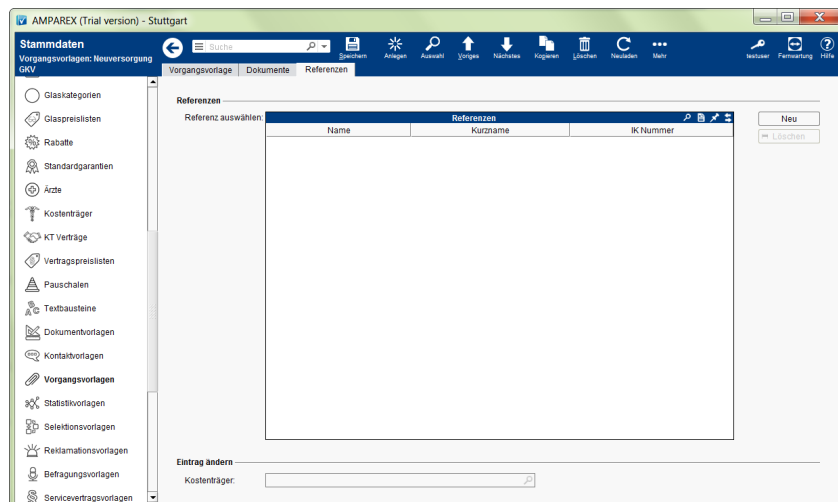 AMPAREX (Trial version) - Stuttgart
Stammdaten
Vorgangsvorlagen: Neuversorgung
GKV
Suche
Speichern
Anlegen
Auswahl
Voriges
Nächstes
Kopieren
Löschen
Neuladen
Mehr
testuser
Fernwartung
Hilfe
Vorgangsvorlage
Dokumente
Referenzen
Glaskategorien
Glaspreislisten
Rabatte
Standardgarantien
Ärzte
Kostenträger
KT Verträge
Vertragspreislisten
Pauschalen
Textbausteine
Dokumentvorlagen
Kontaktvorlagen
Vorgangsvorlagen
Statistikvorlagen
Selektionsvorlagen
Reklamationsvorlagen
Befragungsvorlagen
Servicevertragsvorlagen
Referenzen
Referenz auswählen:
Referenzen
Name
Kurzname
IK Nummer
Neu
Löschen
Eintrag ändern
Kostenträger: